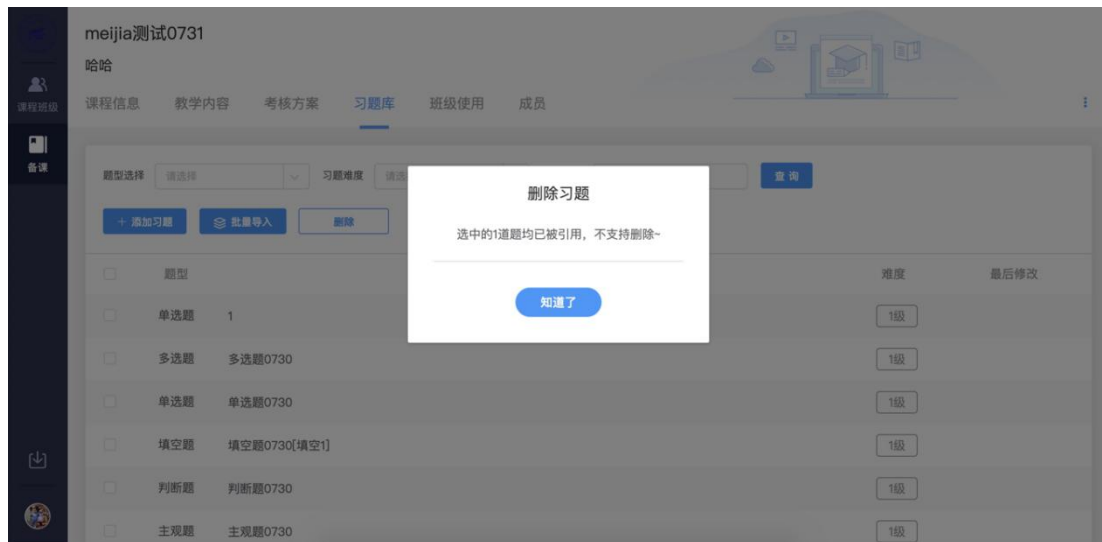 meijia测试0731
哈哈
课程班级
课程信息 教学内容 考核方案 习题库 班级使用 成员
备课
题型选择 请选择 习题难度 请选 查询
删除习题
+ 添加习题 批量导入 删除
选中的1道题均已被引用，不支持删除~
题型 难度 最后修改
知道了
单选题 1 1级
多选题 多选题0730 1级
单选题 单选题0730 1级
填空题 填空题0730[填空1] 1级
判断题 判断题0730 1级
主观题 主观题0730 1级